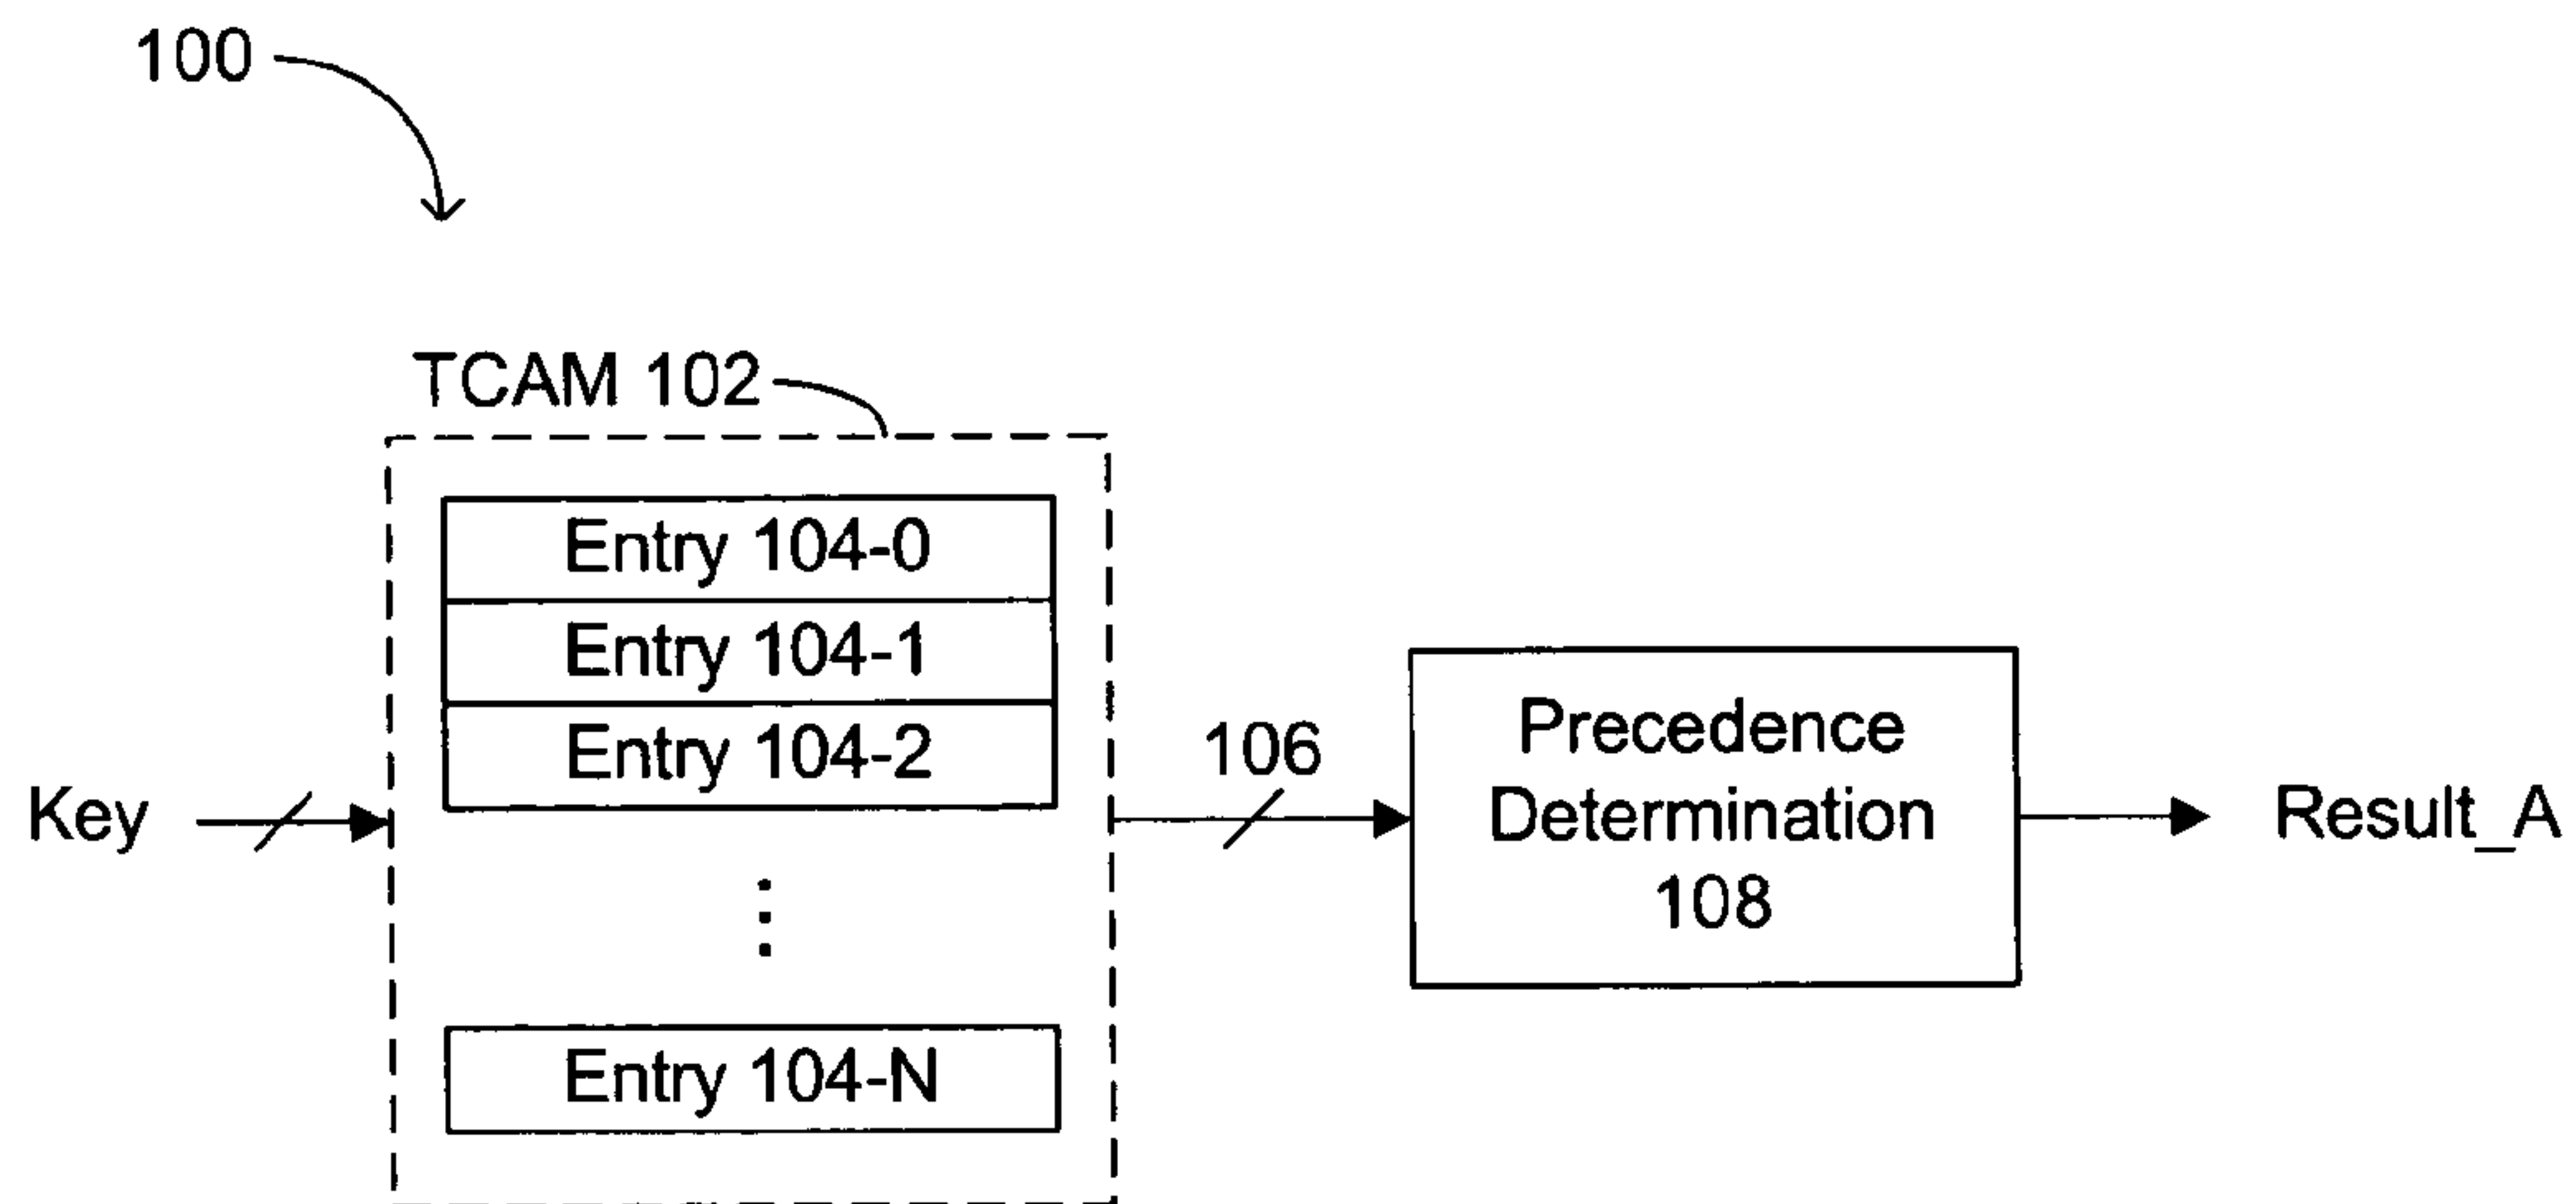 100
TCAM 102
Entry 104-0
Entry 104-1
Entry 104-2
Key
106
Precedence
Determination
108
Result_A
Entry 104-N